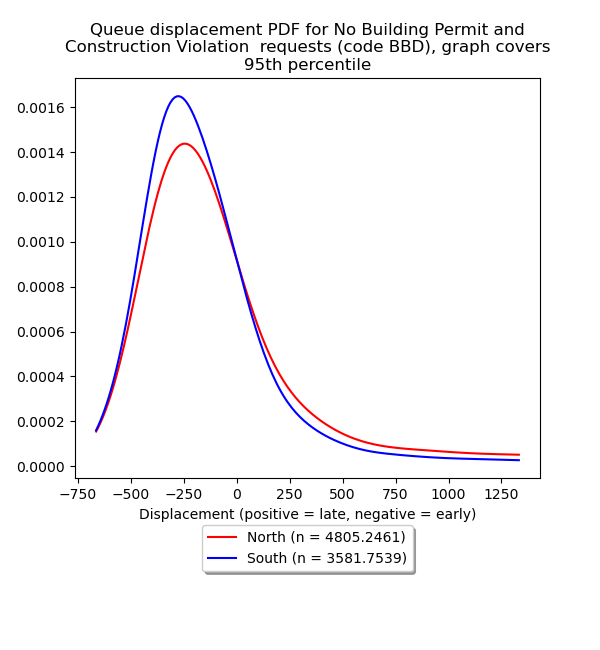 Queue displacement PDF for No Building Permit and
Construction Violation  requests (code BBD), graph covers
95th percentile
0.0016
0.0014
0.0012
0.0010
0.0008
0.0006
0.0004
0.0002
0.0000
−750 −500 −250 0 250 500 750 1000 1250
Displacement (positive = late, negative = early)
North (n = 4805.2461)
South (n = 3581.7539)